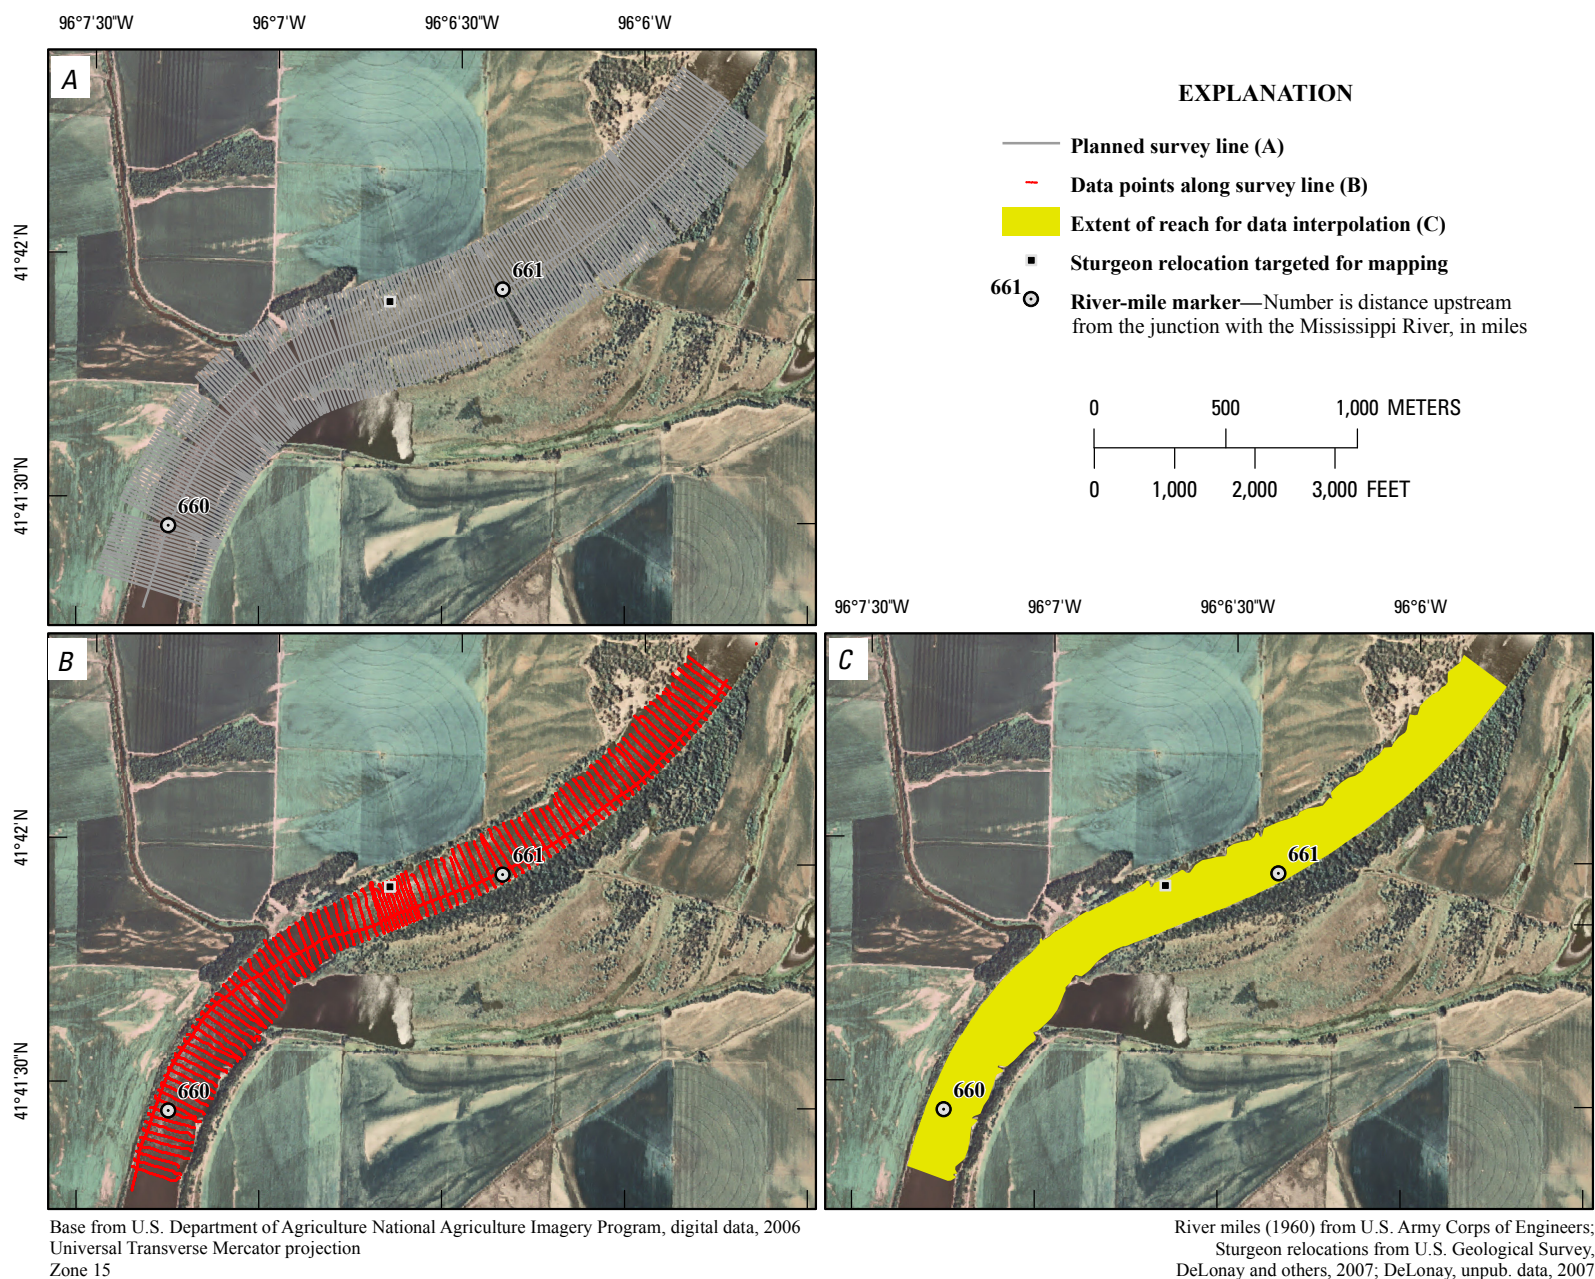 96°7'30"W 96°7'W 96°6'30"W 96°6'W
A
41°42'N
41°41'30"N
661
660
EXPLANATION
Planned survey line (A)
Data points along survey line (B)
Extent of reach for data interpolation (C)
Sturgeon relocation targeted for mapping
661
River-mile marker—Number is distance upstream
from the junction with the Mississippi River, in miles
0 500 1,000 METERS
0 1,000 2,000 3,000 FEET
96°7'30"W 96°7'W 96°6'30"W 96°6'W
B
41°42'N
41°41'30"N
661
660
C
661
660
Base from U.S. Department of Agriculture National Agriculture Imagery Program, digital data, 2006
Universal Transverse Mercator projection
Zone 15
River miles (1960) from U.S. Army Corps of Engineers;
Sturgeon relocations from U.S. Geological Survey,
DeLonay and others, 2007; DeLonay, unpub. data, 2007